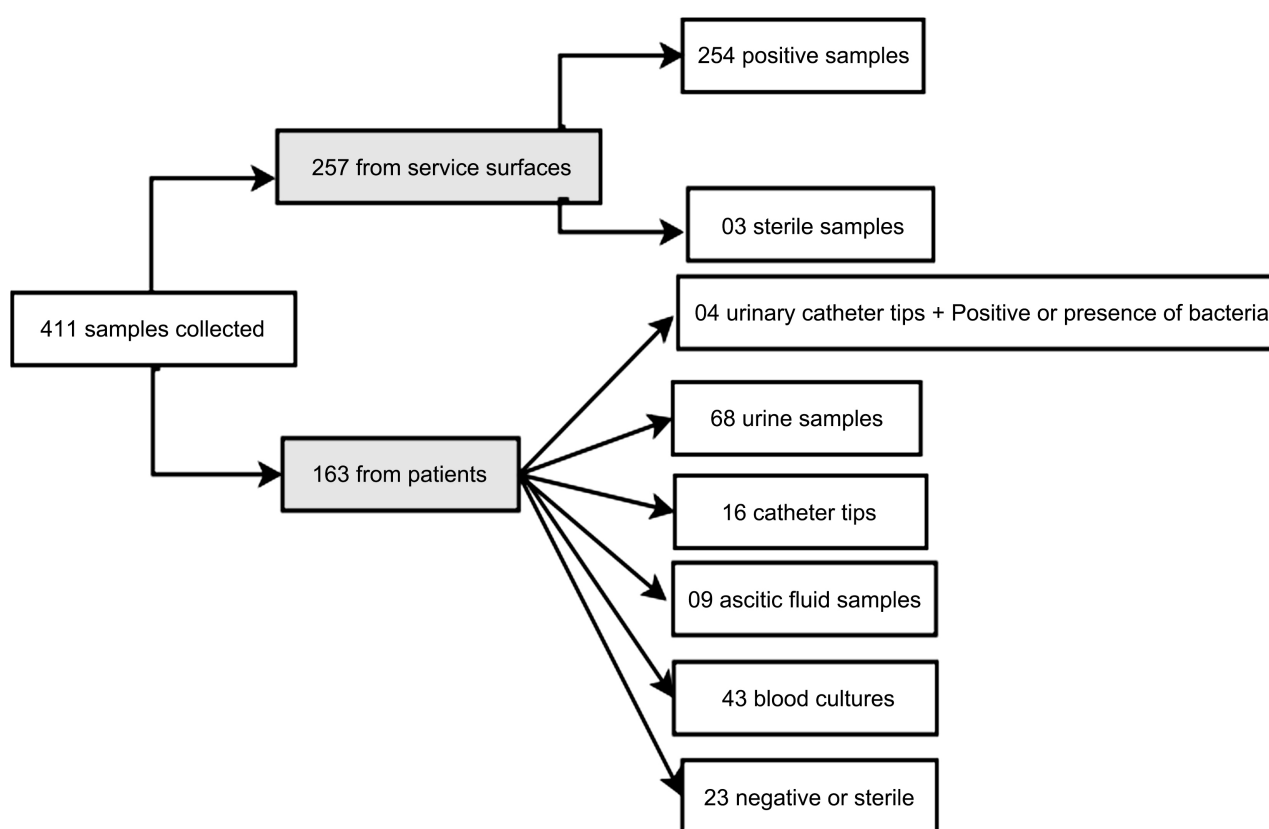 254 positive samples
257 from service surfaces
03 sterile samples
411 samples collected
04 urinary catheter tips + Positive or presence of bacteria
68 urine samples
163 from patients
16 catheter tips
09 ascitic fluid samples
43 blood cultures
23 negative or sterile